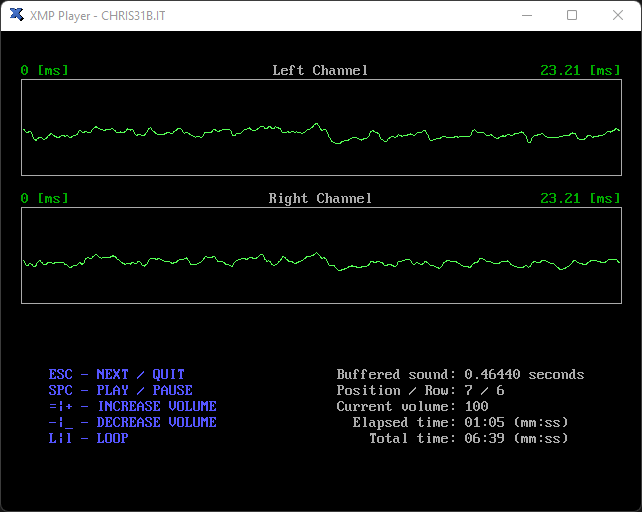 XMP Player - CHRIS31B.IT
0 [ms] Left Channel 23.21 [ms]
0 [ms] Right Channel 23.21 [ms]
ESC - NEXT / QUIT Buffered sound: 0.46440 seconds
SPC - PLAY / PAUSE Position / Row: 7 / 6
=¦+ - INCREASE VOLUME Current volume: 100
-¦_ - DECREASE VOLUME Elapsed time: 01:05 (mm:ss)
L¦l - LOOP Total time: 06:39 (mm:ss)